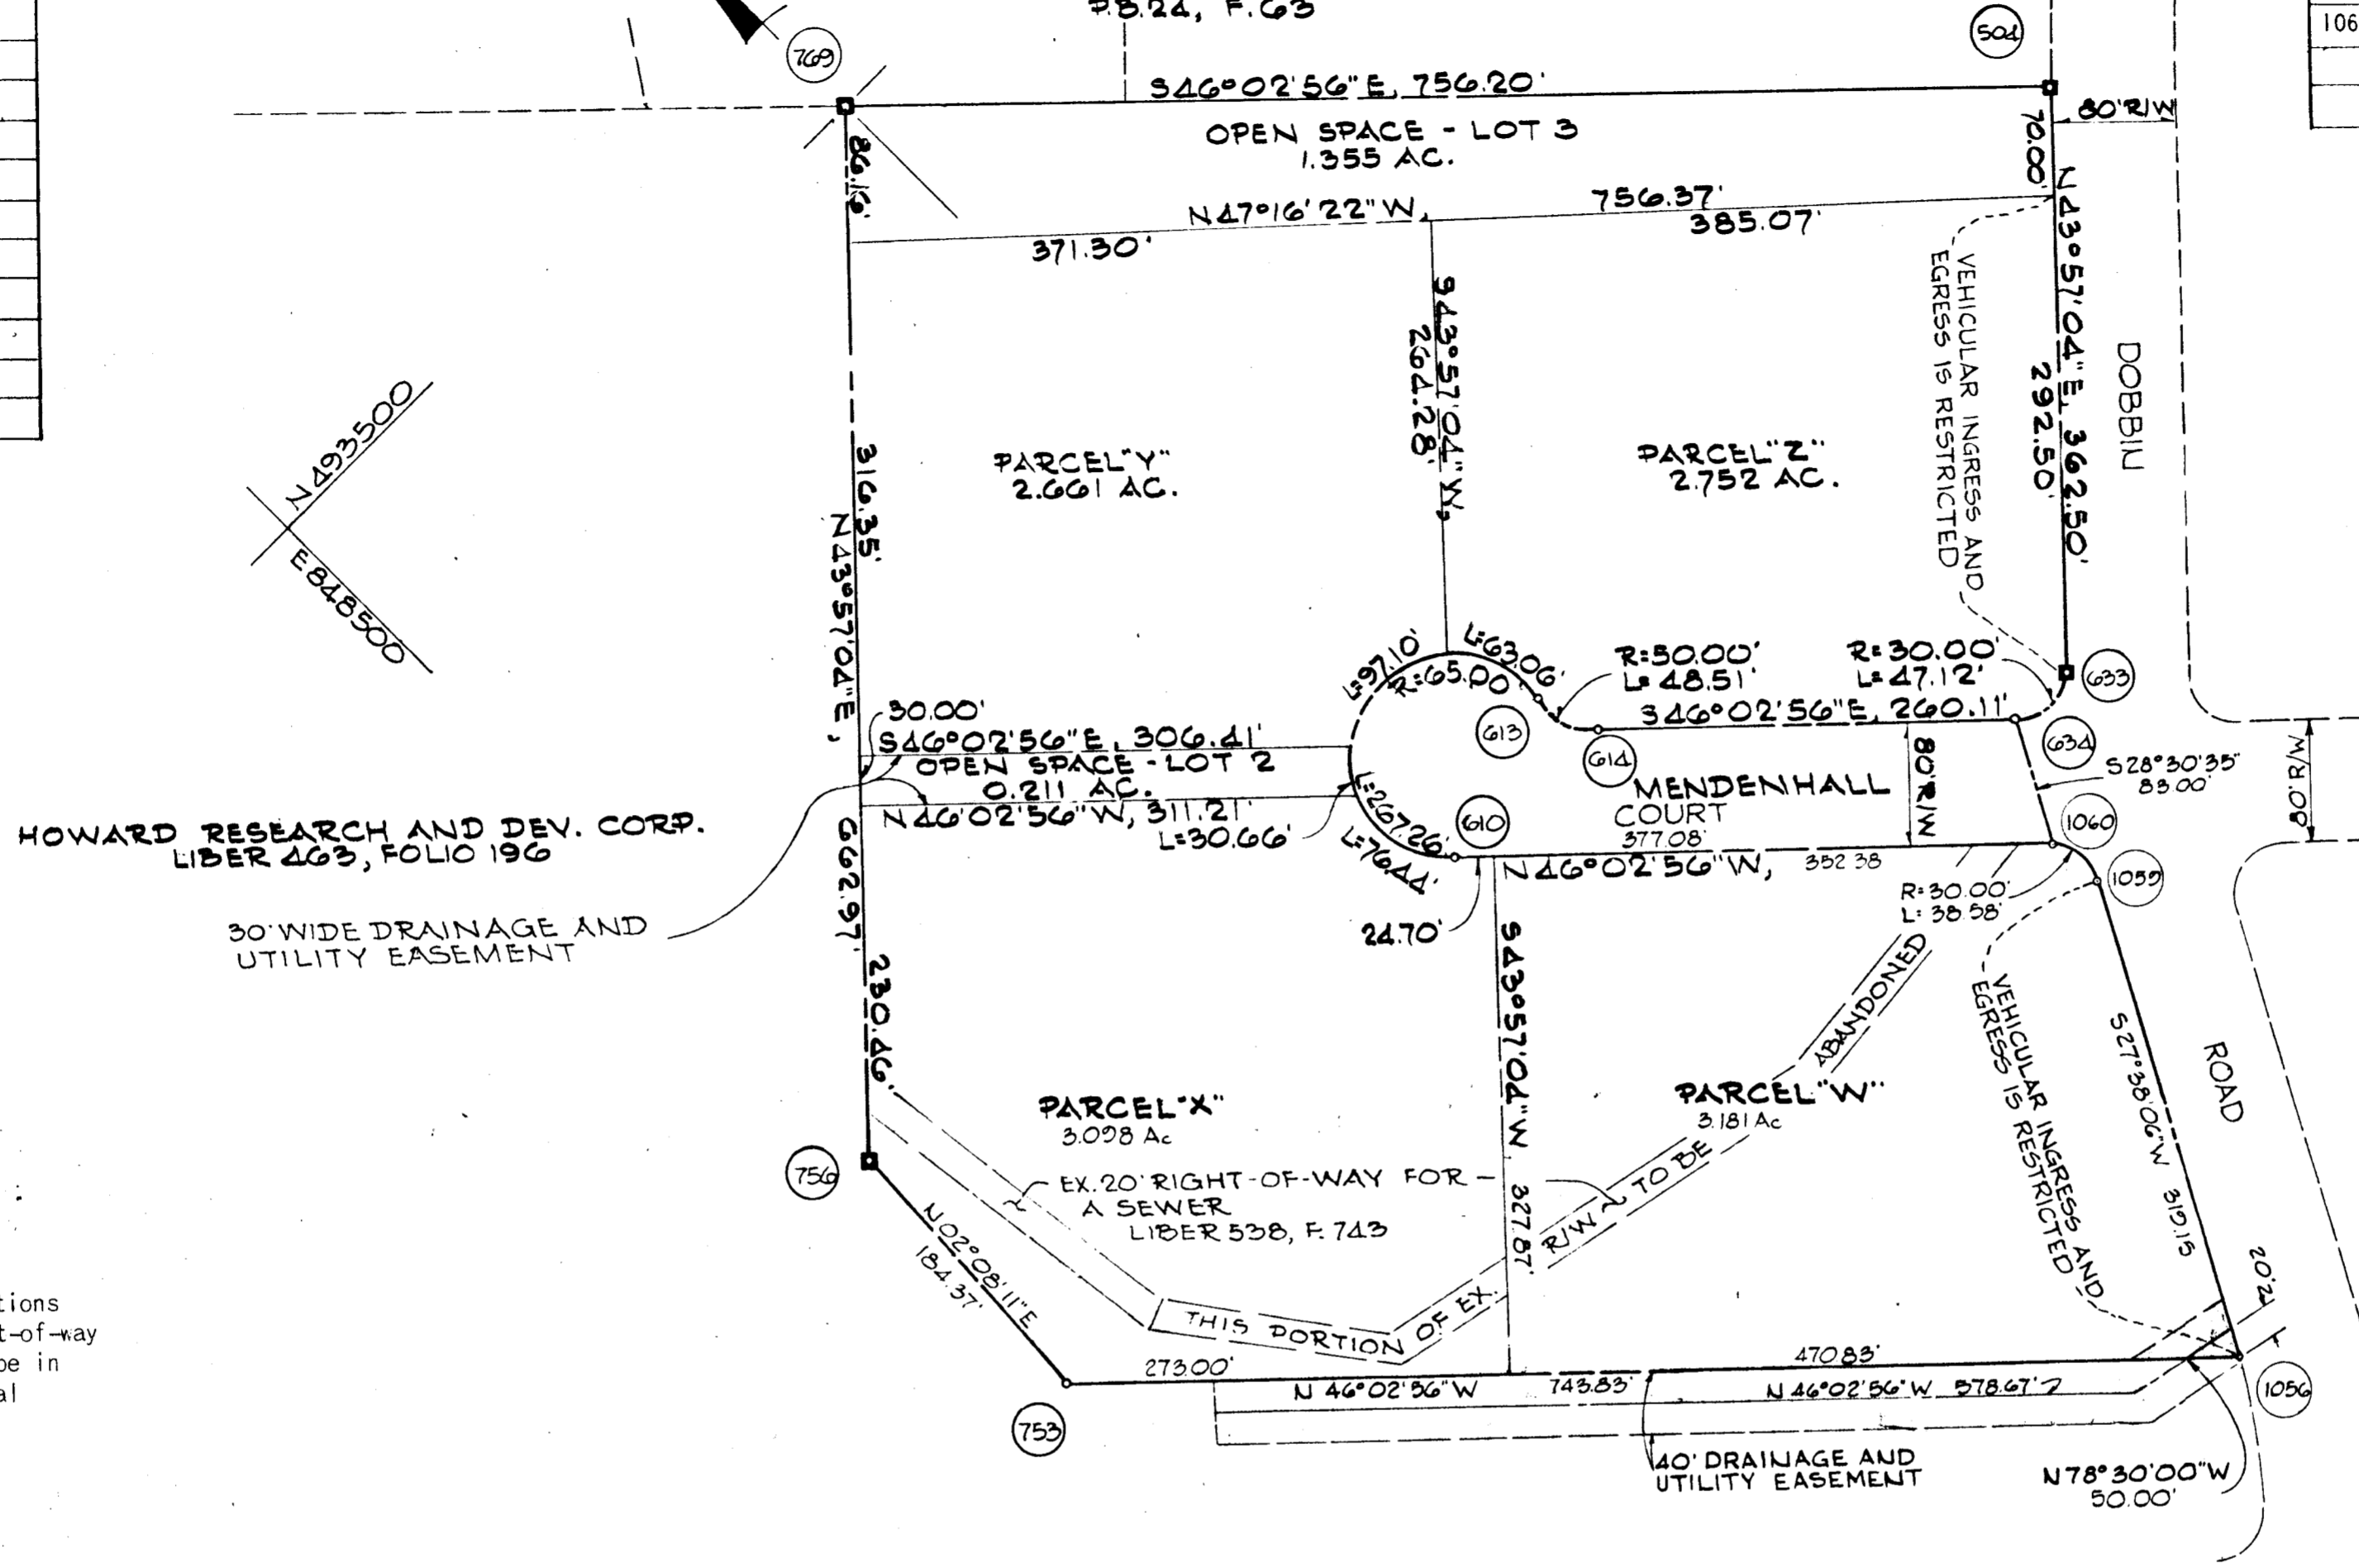 P.B.24, F.63
769
504
106
S46°02'56"E, 756.20'
80'R/W
OPEN SPACE - LOT 3
1.355 AC.
86.16'
70.00'
N47°16'22"W,
756.37'
371.30'
385.07'
N43°57'04"E, 362.50'
292.50'
VEHICULAR INGRESS AND
EGRESS IS RESTRICTED
DOBBIN
S43°57'04"W,
264.28'
N 493500
E 848500
PARCEL "Y"
2.661 AC.
PARCEL "Z"
2.752 AC.
316.35'
N43°57'04"E,
662.97'
L=97.10'
R=65.00'
L=63.06'
R=50.00'
L=48.51'
R=30.00'
L=47.12'
633
30.00'
S46°02'56"E, 306.41'
OPEN SPACE - LOT 2
0.211 AC.
N46°02'56"W, 311.21'
L=30.66'
L=267.26'
L=76.44'
613
614
S46°02'56"E, 260.11'
634
S28°30'35"
83.00'
80'R/W
80'R/W
MENDENHALL
COURT
377.08'
610
1060
N46°02'56"W,
352.38
24.70'
R=30.00'
L=38.58'
1059
HOWARD RESEARCH AND DEV. CORP.
LIBER 463, FOLIO 196
30' WIDE DRAINAGE AND
UTILITY EASEMENT
230.46'
S43°57'04"W
327.87'
VEHICULAR INGRESS AND
EGRESS IS RESTRICTED
S27°38'06"W 319.15
ROAD
PARCEL "X"
3.098 Ac
PARCEL "W"
3.181 Ac
756
EX. 20' RIGHT-OF-WAY FOR
A SEWER
LIBER 538, F. 743
N02°08'11"E
184.37'
THIS PORTION OF EX. R/W TO BE ABANDONED
273.00'
470.83'
N 46°02'56"W 743.83'
N 46°02'56"W 578.67'
1056
753
40' DRAINAGE AND
UTILITY EASEMENT
N78°30'00"W
50.00'
tions
t-of-way
be in
al